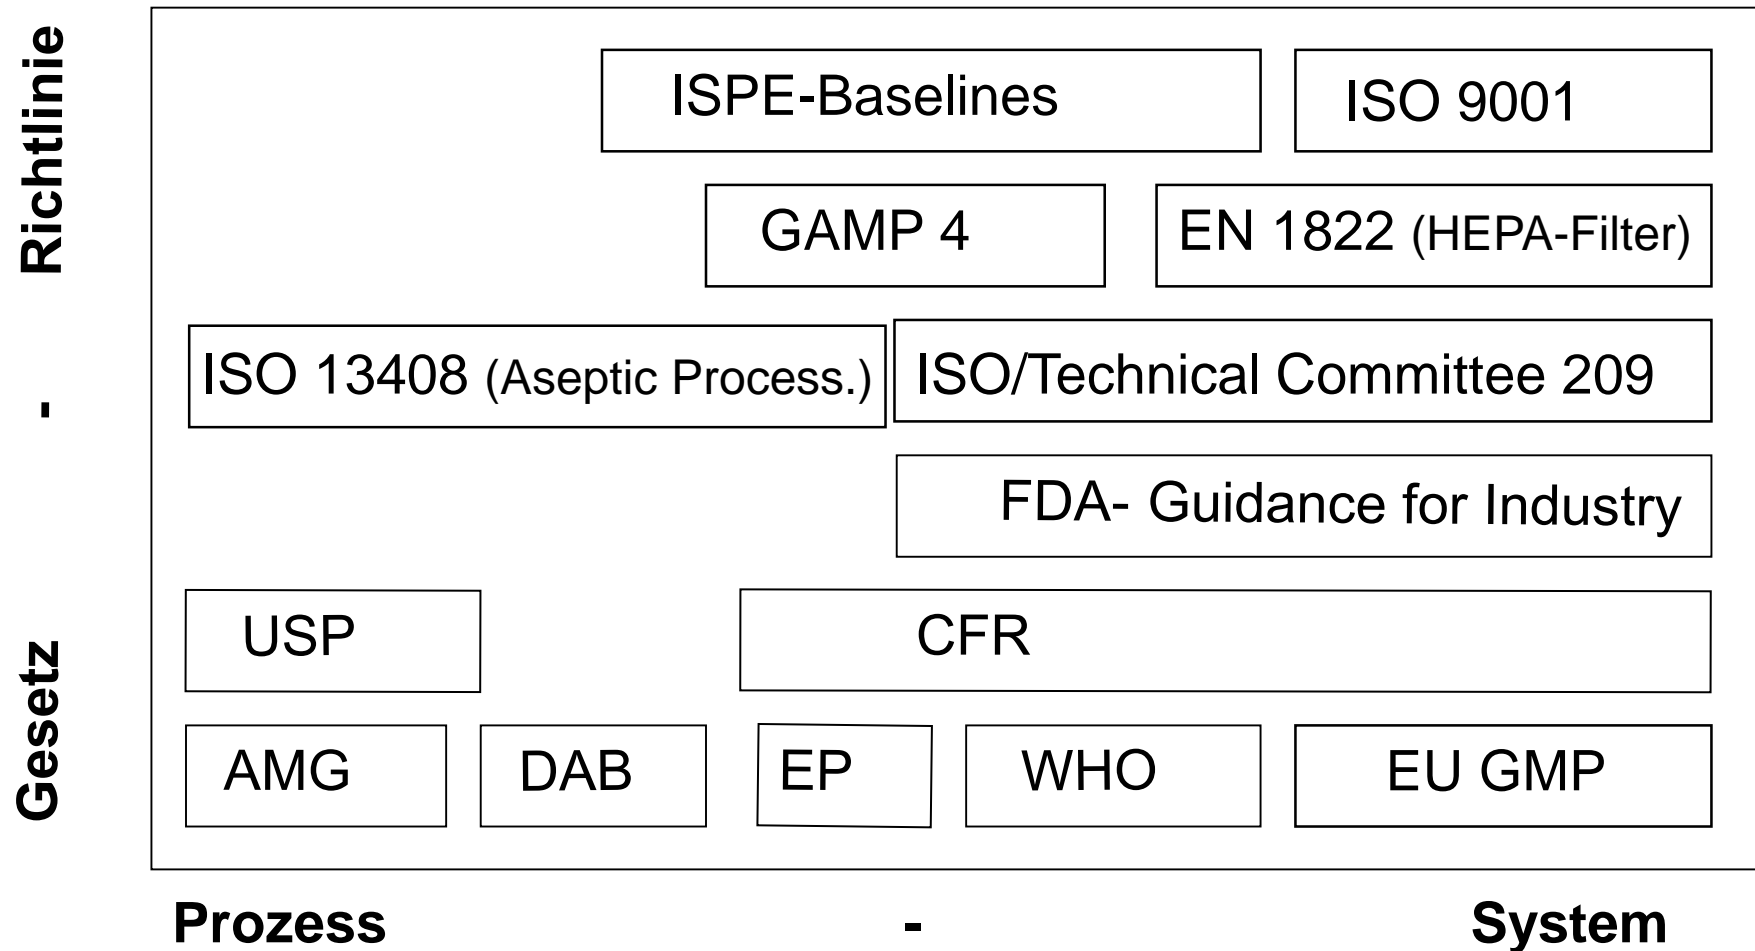 Richtlinie
-
Gesetz
ISPE-Baselines
ISO 9001
GAMP 4
EN 1822 (HEPA-Filter)
ISO 13408 (Aseptic Process.)
ISO/Technical Committee 209
FDA- Guidance for Industry
USP
CFR
AMG
DAB
EP
WHO
EU GMP
Prozess - System